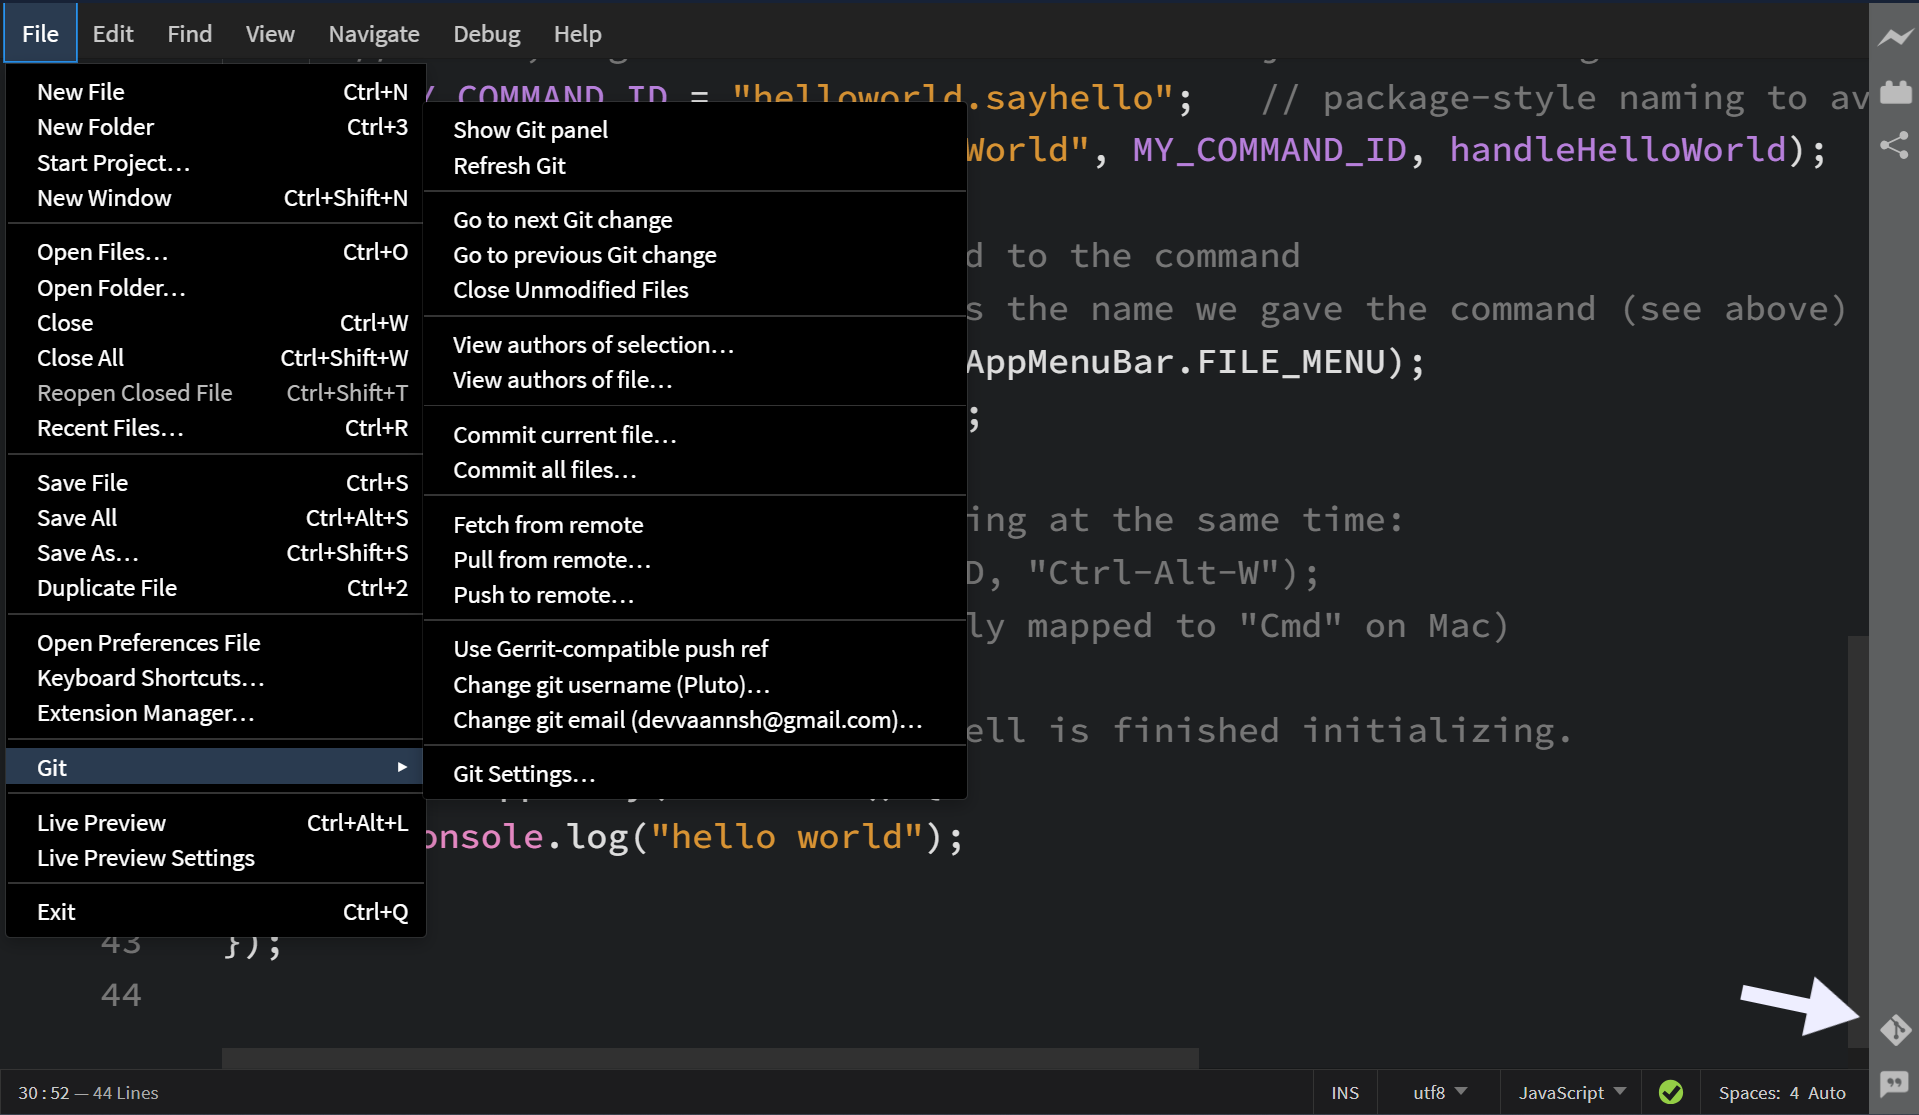 File Edit Find View Navigate Debug Help
New File Ctrl+N
New Folder Ctrl+3
Start Project...
New Window Ctrl+Shift+N
Open Files... Ctrl+O
Open Folder...
Close Ctrl+W
Close All Ctrl+Shift+W
Reopen Closed File Ctrl+Shift+T
Recent Files... Ctrl+R
Save File Ctrl+S
Save All Ctrl+Alt+S
Save As... Ctrl+Shift+S
Duplicate File Ctrl+2
Open Preferences File
Keyboard Shortcuts...
Extension Manager...
Git
Live Preview Ctrl+Alt+L
Live Preview Settings
Exit Ctrl+Q
Show Git panel
Refresh Git
Go to next Git change
Go to previous Git change
Close Unmodified Files
View authors of selection...
View authors of file...
Commit current file...
Commit all files...
Fetch from remote
Pull from remote...
Push to remote...
Use Gerrit-compatible push ref
Change git username (Pluto)...
Change git email (devvaannsh@gmail.com)...
Git Settings...
Y_COMMAND_ID = "helloworld.sayhello"; // package-style naming to av
World", MY_COMMAND_ID, handleHelloWorld);
d to the command
s the name we gave the command (see above)
AppMenuBar.FILE_MENU);
;
ing at the same time:
D, "Ctrl-Alt-W");
ly mapped to "Cmd" on Mac)
ell is finished initializing.
onsole.log("hello world");
43 });
44
30 : 52 — 44 Lines INS utf8 JavaScript Spaces: 4 Auto